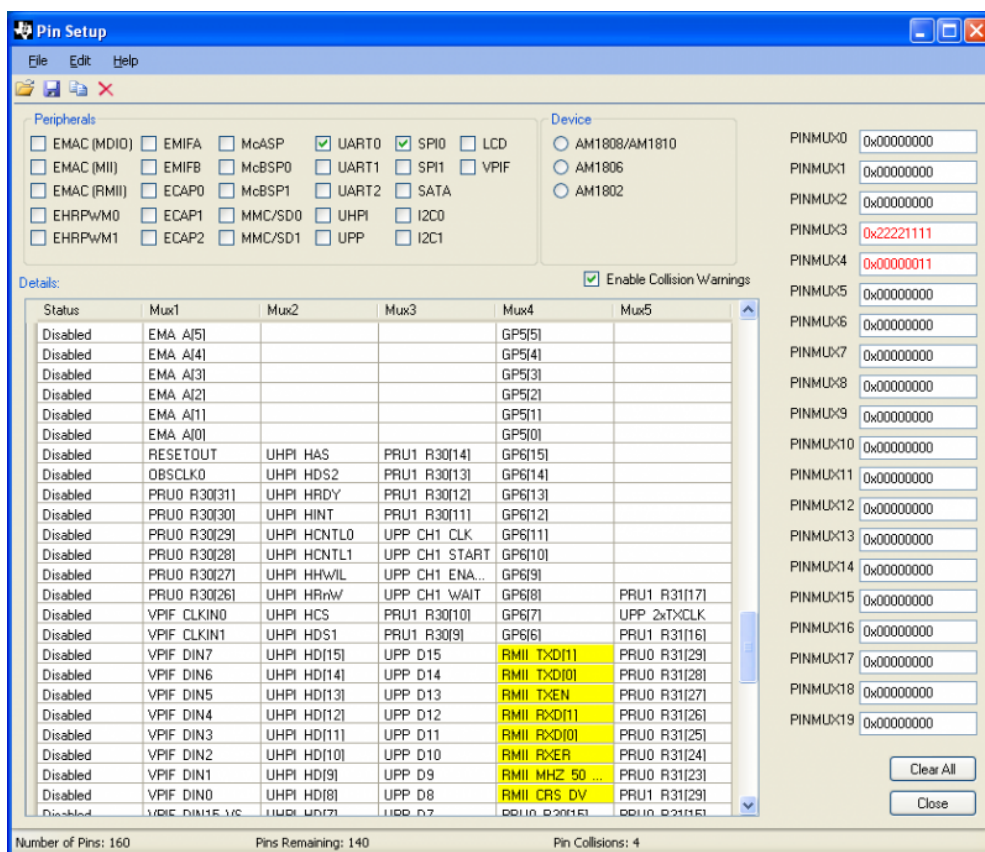 Pin Setup
File Edit Help
Peripherals
EMAC (MDIO) EMIFA McASP UART0 SPI0 LCD
EMAC (MII) EMIFB McBSP0 UART1 SPI1 VPIF
EMAC (RMII) ECAP0 McBSP1 UART2 SATA
EHRPWM0 ECAP1 MMC/SD0 UHPI I2C0
EHRPWM1 ECAP2 MMC/SD1 UPP I2C1
Device
AM1808/AM1810
AM1806
AM1802
Enable Collision Warnings
Details:
Status Mux1 Mux2 Mux3 Mux4 Mux5
Disabled EMA A[5] GP5[5]
Disabled EMA A[4] GP5[4]
Disabled EMA A[3] GP5[3]
Disabled EMA A[2] GP5[2]
Disabled EMA A[1] GP5[1]
Disabled EMA A[0] GP5[0]
Disabled RESETOUT UHPI HAS PRU1 R30[14] GP6[15]
Disabled OBSCLK0 UHPI HDS2 PRU1 R30[13] GP6[14]
Disabled PRU0 R30[31] UHPI HRDY PRU1 R30[12] GP6[13]
Disabled PRU0 R30[30] UHPI HINT PRU1 R30[11] GP6[12]
Disabled PRU0 R30[29] UHPI HCNTL0 UPP CH1 CLK GP6[11]
Disabled PRU0 R30[28] UHPI HCNTL1 UPP CH1 START GP6[10]
Disabled PRU0 R30[27] UHPI HHWIL UPP CH1 ENA... GP6[9]
Disabled PRU0 R30[26] UHPI HRnW UPP CH1 WAIT GP6[8] PRU1 R31[17]
Disabled VPIF CLKIN0 UHPI HCS PRU1 R30[10] GP6[7] UPP 2xTXCLK
Disabled VPIF CLKIN1 UHPI HDS1 PRU1 R30[9] GP6[6] PRU1 R31[16]
Disabled VPIF DIN7 UHPI HD[15] UPP D15 RMII TXD[1] PRU0 R31[29]
Disabled VPIF DIN6 UHPI HD[14] UPP D14 RMII TXD[0] PRU0 R31[28]
Disabled VPIF DIN5 UHPI HD[13] UPP D13 RMII TXEN PRU0 R31[27]
Disabled VPIF DIN4 UHPI HD[12] UPP D12 RMII RXD[1] PRU0 R31[26]
Disabled VPIF DIN3 UHPI HD[11] UPP D11 RMII RXD[0] PRU0 R31[25]
Disabled VPIF DIN2 UHPI HD[10] UPP D10 RMII RXER PRU0 R31[24]
Disabled VPIF DIN1 UHPI HD[9] UPP D9 RMII MHZ 50 ... PRU0 R31[23]
Disabled VPIF DIN0 UHPI HD[8] UPP D8 RMII CRS DV PRU1 R31[29]
Disabled VPIF DIN15 VS UHPI HD[7] UPP D7 PRU0 R30[15] PRU0 R31[15]
PINMUX0 0x00000000
PINMUX1 0x00000000
PINMUX2 0x00000000
PINMUX3 0x22221111
PINMUX4 0x00000011
PINMUX5 0x00000000
PINMUX6 0x00000000
PINMUX7 0x00000000
PINMUX8 0x00000000
PINMUX9 0x00000000
PINMUX10 0x00000000
PINMUX11 0x00000000
PINMUX12 0x00000000
PINMUX13 0x00000000
PINMUX14 0x00000000
PINMUX15 0x00000000
PINMUX16 0x00000000
PINMUX17 0x00000000
PINMUX18 0x00000000
PINMUX19 0x00000000
Clear All
Close
Number of Pins: 160 Pins Remaining: 140 Pin Collisions: 4